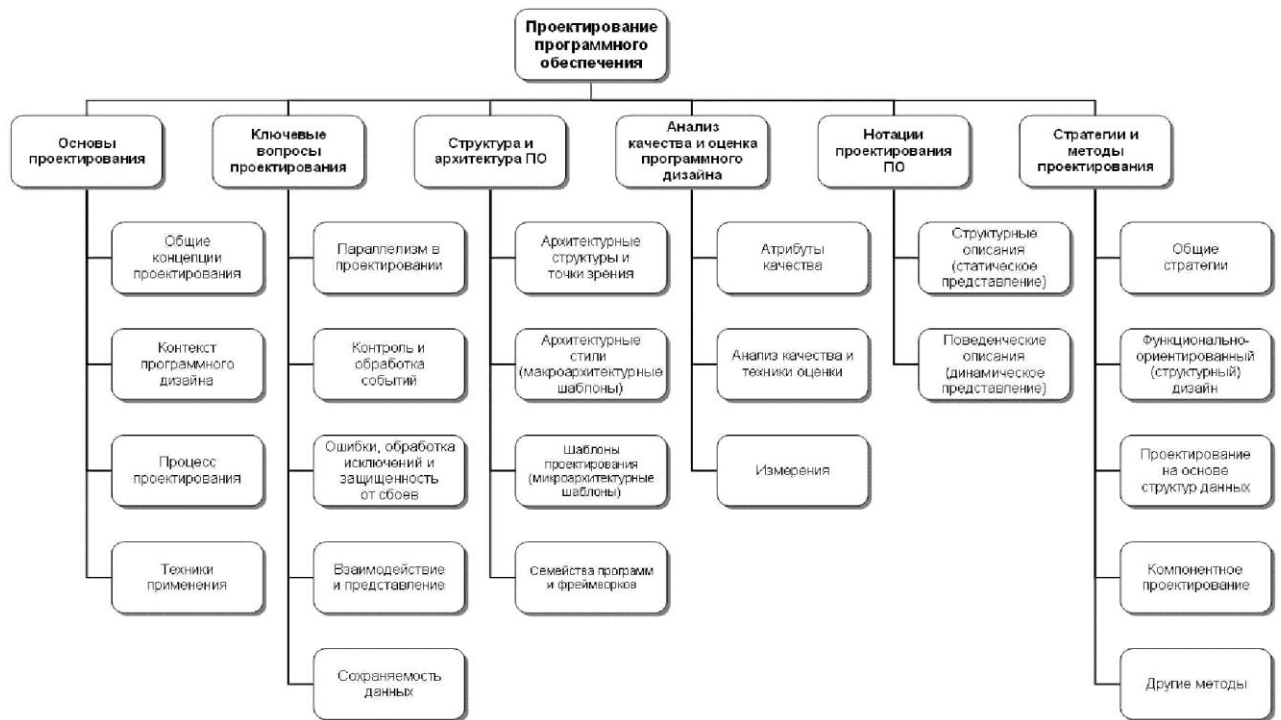 Проектирование
программного
обеспечения
Основы
проектирования
Ключевые
вопросы
проектирования
Структура и
архитектура ПО
Анализ
качества и оценка
программного
дизайна
Нотации
проектирования
ПО
Стратегии и
методы
проектирования
Общие
концепции
проектирования
Контекст
программного
дизайна
Процесс
проектирования
Техники
применения
Параллелизм в
проектировании
Контроль и
обработка
событий
Ошибки, обработка
исключений и
защищенность
от сбоев
Взаимодействие
и представление
Сохраняемость
данных
Архитектурные
структуры и
точки зрения
Архитектурные
стили
(макроархитектурные
шаблоны)
Шаблоны
проектирования
(микроархитектурные
шаблоны)
Семейства программ
и фреймворков
Атрибуты
качества
Анализ качества и
техники оценки
Измерения
Структурные
описания
(статическое
представление)
Поведенческие
описания
(динамическое
представление)
Общие
стратегии
Функционально-
ориентированный
(структурный)
дизайн
Проектирование
на основе
структур данных
Компонентное
проектирование
Другие методы